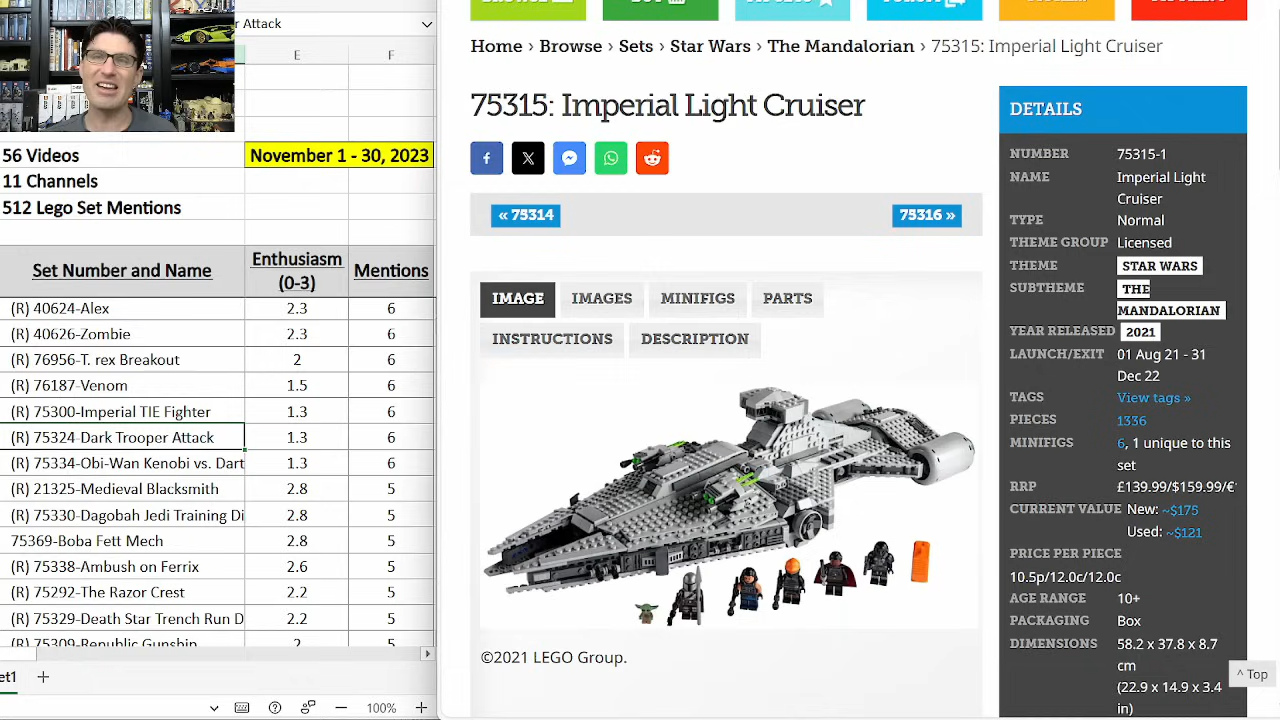 r Attack
E F
56 Videos
November 1 - 30, 2023
11 Channels
512 Lego Set Mentions
Set Number and Name
Enthusiasm
(0-3)
Mentions
(R) 40624-Alex 2.3 6
(R) 40626-Zombie 2.3 6
(R) 76956-T. rex Breakout 2 6
(R) 76187-Venom 1.5 6
(R) 75300-Imperial TIE Fighter 1.3 6
(R) 75324-Dark Trooper Attack 1.3 6
(R) 75334-Obi-Wan Kenobi vs. Dart 1.3 6
(R) 21325-Medieval Blacksmith 2.8 5
(R) 75330-Dagobah Jedi Training Di 2.8 5
75369-Boba Fett Mech 2.8 5
(R) 75338-Ambush on Ferrix 2.6 5
(R) 75292-The Razor Crest 2.2 5
(R) 75329-Death Star Trench Run D 2.2 5
(R) 75309-Republic Gunship 2 5
et1
100%
Home › Browse › Sets › Star Wars › The Mandalorian › 75315: Imperial Light Cruiser
75315: Imperial Light Cruiser
« 75314
75316 »
IMAGE IMAGES MINIFIGS PARTS
INSTRUCTIONS DESCRIPTION
©2021 LEGO Group.
DETAILS
NUMBER 75315-1
NAME Imperial Light
Cruiser
TYPE Normal
THEME GROUP Licensed
THEME STAR WARS
SUBTHEME THE
MANDALORIAN
YEAR RELEASED 2021
LAUNCH/EXIT 01 Aug 21 - 31
Dec 22
TAGS View tags »
PIECES 1336
MINIFIGS 6, 1 unique to this
set
RRP £139.99/$159.99/€
CURRENT VALUE New: ~$175
Used: ~$121
PRICE PER PIECE
10.5p/12.0c/12.0c
AGE RANGE 10+
PACKAGING Box
DIMENSIONS 58.2 x 37.8 x 8.7
cm
(22.9 x 14.9 x 3.4
in)
^ Top